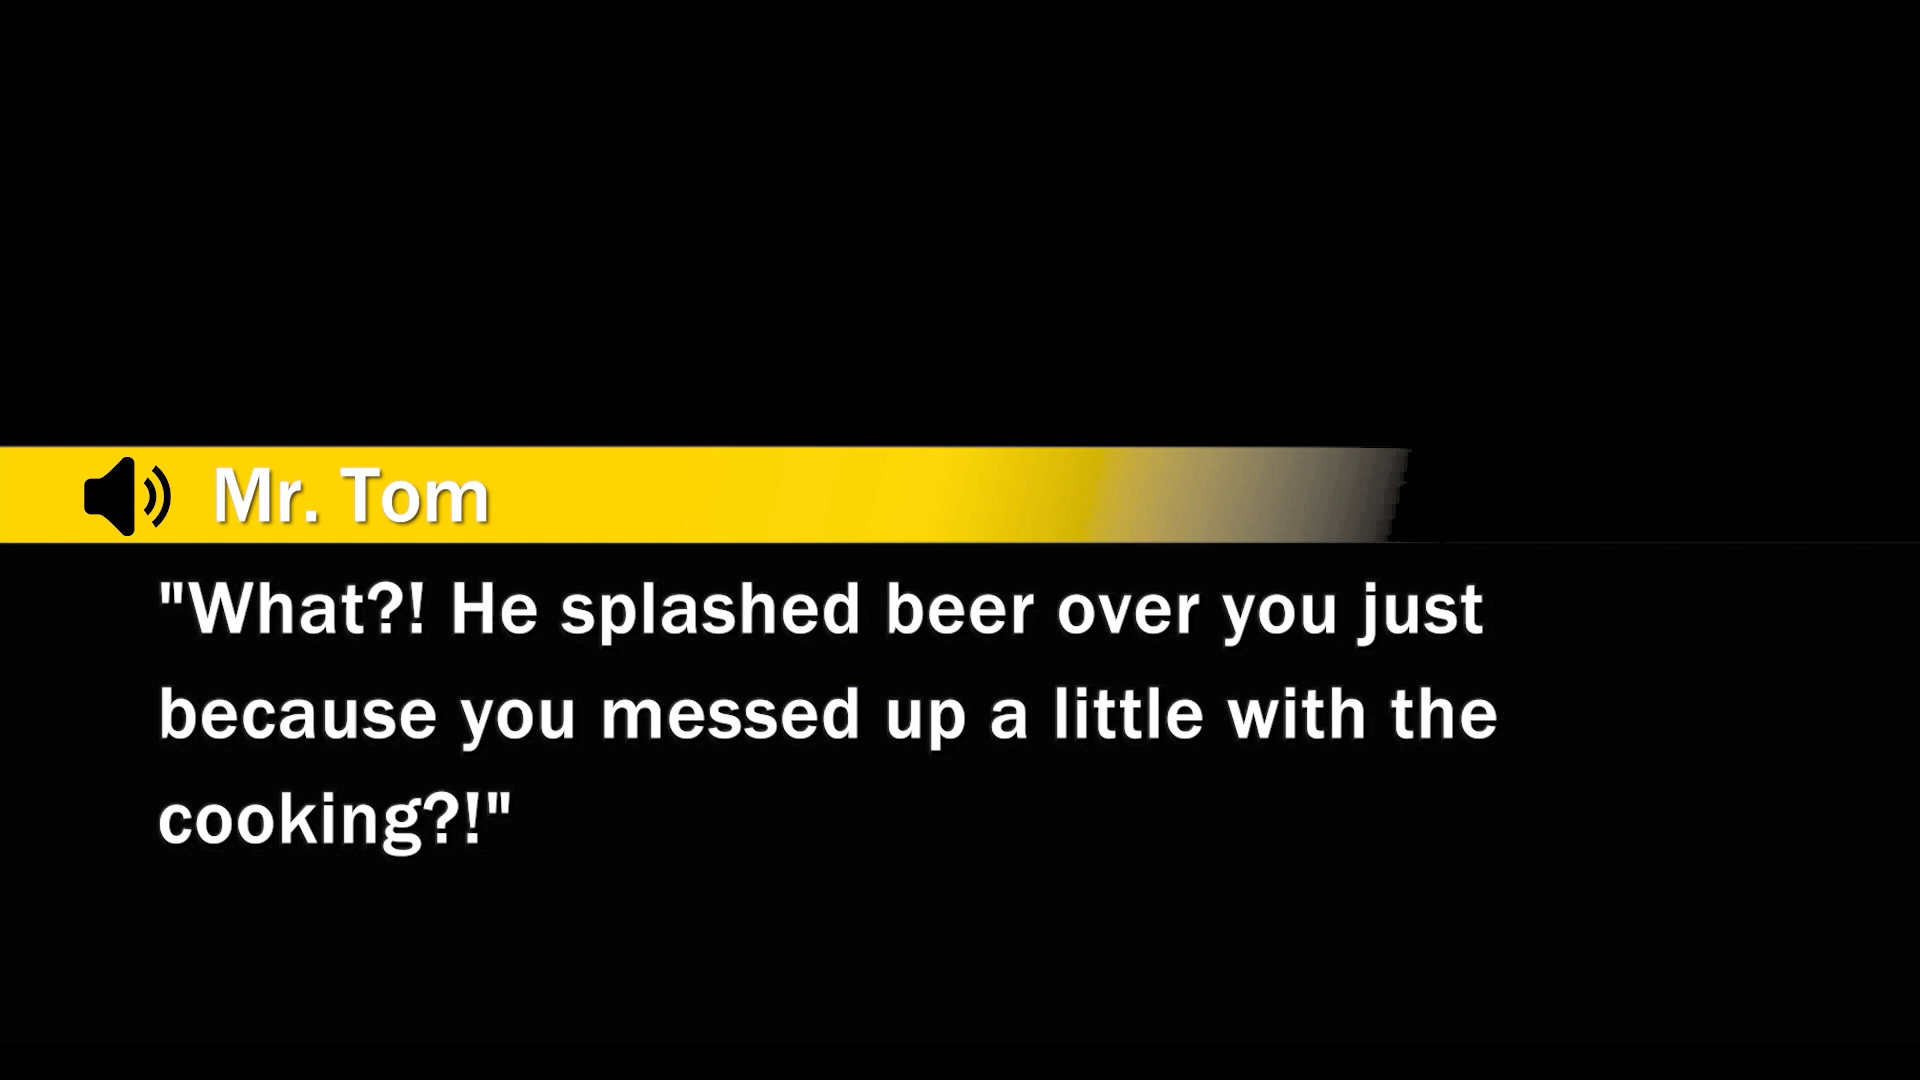 Mr. Tom
"What?! He splashed beer over you just
because you messed up a little with the
cooking?!"